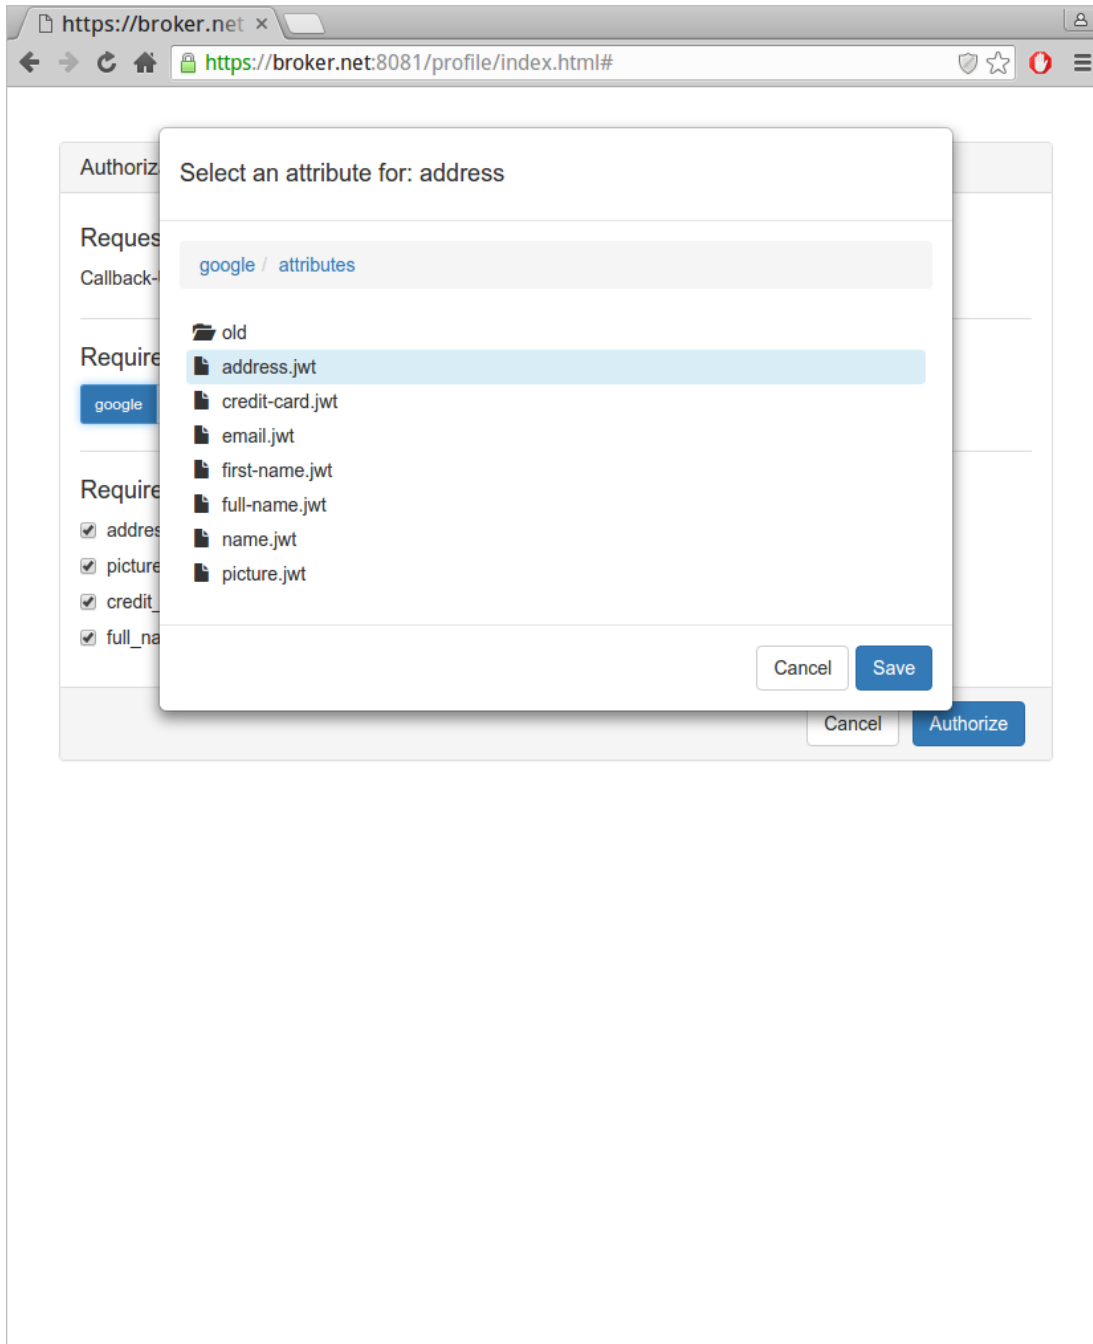 https://broker.net
https://broker.net:8081/profile/index.html#
Authoriz
Select an attribute for: address
Reques
google / attributes
Callback-
old
Require
address.jwt
google
credit-card.jwt
email.jwt
first-name.jwt
Require
full-name.jwt
addres
name.jwt
picture
picture.jwt
credit_
full_na
Cancel Save
Cancel Authorize